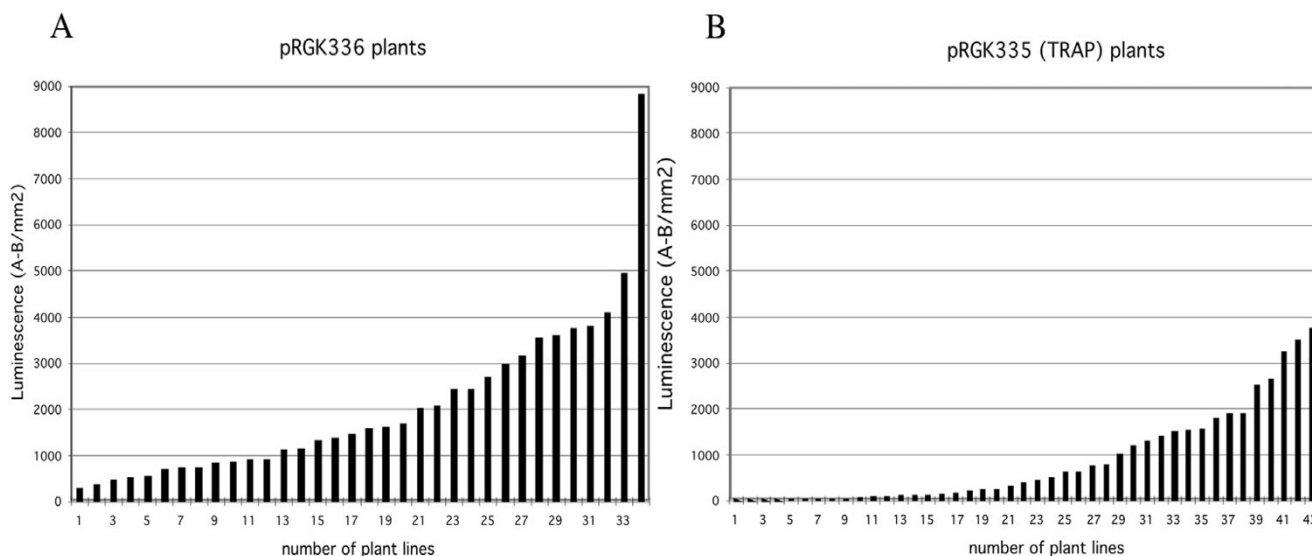 A
pRGK336 plants
Luminescence (A-B/mm2)
9000
8000
7000
6000
5000
4000
3000
2000
1000
0
1 3 5 7 9 11 13 15 17 19 21 23 25 27 29 31 33
number of plant lines
B
pRGK335 (TRAP) plants
Luminescence (A-B/mm2)
9000
8000
7000
6000
5000
4000
3000
2000
1000
0
1 3 5 7 9 11 13 15 17 19 21 23 25 27 29 31 33 35 37 39 41
number of plant lines